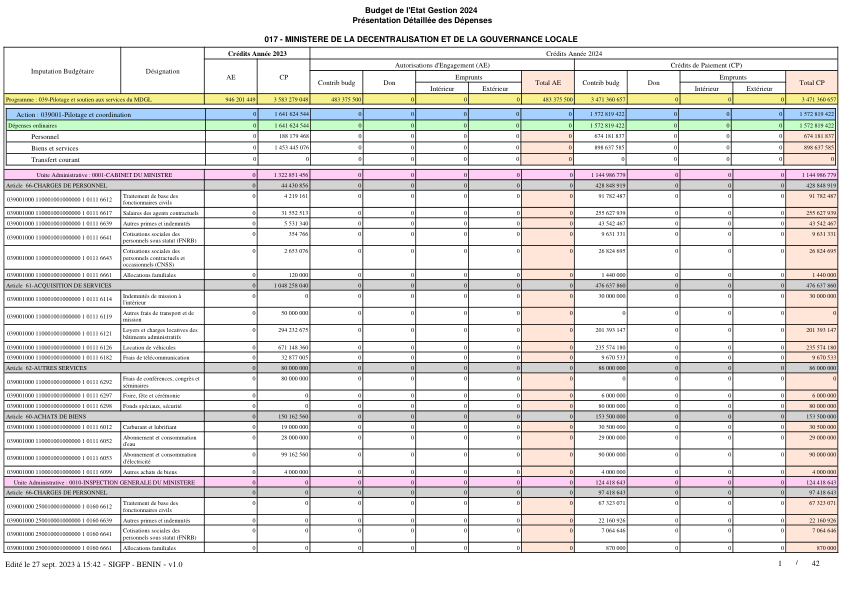 Budget de l'Etat Gestion 2024
Présentation Détaillée des Dépenses
017 - MINISTERE DE LA DECENTRALISATION ET DE LA GOUVERNANCE LOCALE
Imputation Budgétaire Désignation Crédits Année 2023 Crédits Année 2024
AE CP Autorisations d'Engagement (AE) Crédits de Paiement (CP)
Contrib budg Don Emprunts Total AE Contrib budg Don Emprunts Total CP
Intérieur Extérieur Intérieur Extérieur
Programme : 039-Pilotage et soutien aux services du MDGL 946 201 449 3 583 279 048 483 375 500 0 0 0 483 375 500 3 471 360 657 0 0 0 3 471 360 657
Action : 039001-Pilotage et coordination 0 1 641 624 544 0 0 0 0 0 1 572 819 422 0 0 0 1 572 819 422
Dépenses ordinaires 0 1 641 624 544 0 0 0 0 0 1 572 819 422 0 0 0 1 572 819 422
Personnel 0 188 179 468 0 0 0 0 0 674 181 837 0 0 0 674 181 837
Biens et services 0 1 453 445 076 0 0 0 0 0 898 637 585 0 0 0 898 637 585
Transfert courant 0 0 0 0 0 0 0 0 0 0 0 0
Unite Administrative : 0001-CABINET DU MINISTRE 0 1 322 851 456 0 0 0 0 0 1 144 986 779 0 0 0 1 144 986 779
Article 66-CHARGES DE PERSONNEL 0 44 430 856 0 0 0 0 0 428 848 919 0 0 0 428 848 919
039001000 1100010010000000 1 0111 6612 Traitement de base des fonctionnaires civils 0 4 219 161 0 0 0 0 0 91 782 487 0 0 0 91 782 487
039001000 1100010010000000 1 0111 6617 Salaires des agents contractuels 0 31 552 513 0 0 0 0 0 255 627 939 0 0 0 255 627 939
039001000 1100010010000000 1 0111 6639 Autres primes et indemnités 0 5 531 340 0 0 0 0 0 43 542 467 0 0 0 43 542 467
039001000 1100010010000000 1 0111 6641 Cotisations sociales des personnels sous statut (FNRB) 0 354 766 0 0 0 0 0 9 631 331 0 0 0 9 631 331
039001000 1100010010000000 1 0111 6643 Cotisations sociales des personnels contractuels et occasionnels (CNSS). 0 2 653 076 0 0 0 0 0 26 824 695 0 0 0 26 824 695
039001000 1100010010000000 1 0111 6661 Allocations familiales 0 120 000 0 0 0 0 0 1 440 000 0 0 0 1 440 000
Article 61-ACQUISITION DE SERVICES 0 1 048 258 040 0 0 0 0 0 476 637 860 0 0 0 476 637 860
039001000 1100010010000000 1 0111 6114 Indemnités de mission à l'intérieur 0 0 0 0 0 0 0 30 000 000 0 0 0 30 000 000
039001000 1100010010000000 1 0111 6119 Autres frais de transport et de mission 0 50 000 000 0 0 0 0 0 0 0 0 0 0
039001000 1100010010000000 1 0111 6121 Loyers et charges locatives des bâtiments administratifs 0 294 232 675 0 0 0 0 0 201 393 147 0 0 0 201 393 147
039001000 1100010010000000 1 0111 6126 Location de véhicules 0 671 148 360 0 0 0 0 0 235 574 180 0 0 0 235 574 180
039001000 1100010010000000 1 0111 6182 Frais de télécommunication 0 32 877 005 0 0 0 0 0 9 670 533 0 0 0 9 670 533
Article 62-AUTRES SERVICES 0 80 000 000 0 0 0 0 0 86 000 000 0 0 0 86 000 000
039001000 1100010010000000 1 0111 6292 Frais de conférences, congrès et séminaires 0 80 000 000 0 0 0 0 0 0 0 0 0 0
039001000 1100010010000000 1 0111 6297 Foire, fête et cérémonie 0 0 0 0 0 0 0 6 000 000 0 0 0 6 000 000
039001000 1100010010000000 1 0111 6298 Fonds spéciaux, sécurité 0 0 0 0 0 0 0 80 000 000 0 0 0 80 000 000
Article 60-ACHATS DE BIENS 0 150 162 560 0 0 0 0 0 153 500 000 0 0 0 153 500 000
039001000 1100010010000000 1 0111 6012 Carburant et lubrifiant 0 19 000 000 0 0 0 0 0 30 500 000 0 0 0 30 500 000
039001000 1100010010000000 1 0111 6052 Abonnement et consommation d'eau 0 28 000 000 0 0 0 0 0 29 000 000 0 0 0 29 000 000
039001000 1100010010000000 1 0111 6053 Abonnement et consommation d'électricité 0 99 162 560 0 0 0 0 0 90 000 000 0 0 0 90 000 000
039001000 1100010010000000 1 0111 6099 Autres achats de biens 0 4 000 000 0 0 0 0 0 4 000 000 0 0 0 4 000 000
Unite Administrative : 0010-INSPECTION GENERALE DU MINISTERE 0 0 0 0 0 0 0 124 418 643 0 0 0 124 418 643
Article 66-CHARGES DE PERSONNEL 0 0 0 0 0 0 0 97 418 643 0 0 0 97 418 643
039001000 2500100010000000 1 0160 6612 Traitement de base des fonctionnaires civils 0 0 0 0 0 0 0 67 323 071 0 0 0 67 323 071
039001000 2500100010000000 1 0160 6639 Autres primes et indemnités 0 0 0 0 0 0 0 22 160 926 0 0 0 22 160 926
039001000 2500100010000000 1 0160 6641 Cotisations sociales des personnels sous statut (FNRB) 0 0 0 0 0 0 0 7 064 646 0 0 0 7 064 646
039001000 2500100010000000 1 0160 6661 Allocations familiales 0 0 0 0 0 0 0 870 000 0 0 0 870 000
Edité le 27 sept. 2023 à 15:42 - SIGFP - BENIN - v1.0 1 / 42